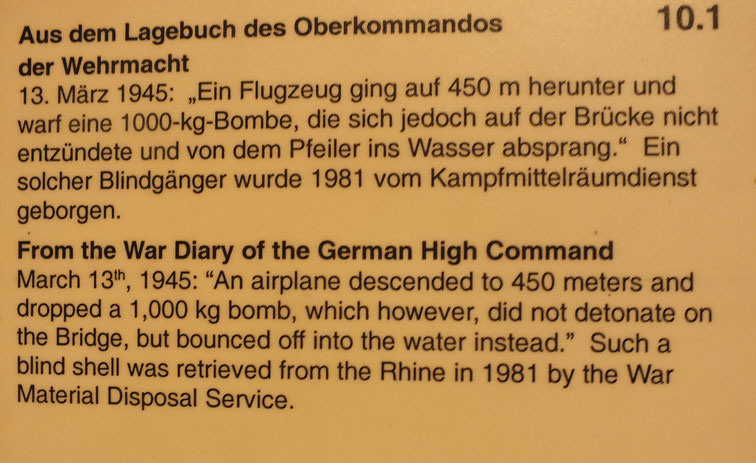 10.1
Aus dem Lagebuch des Oberkommandos
der Wehrmacht
13. März 1945: „Ein Flugzeug ging auf 450 m herunter und
warf eine 1000-kg-Bombe, die sich jedoch auf der Brücke nicht
entzündete und von dem Pfeiler ins Wasser absprang.“ Ein
solcher Blindgänger wurde 1981 vom Kampfmittelräumdienst
geborgen.
From the War Diary of the German High Command
March 13th, 1945: “An airplane descended to 450 meters and
dropped a 1,000 kg bomb, which however, did not detonate on
the Bridge, but bounced off into the water instead.” Such a
blind shell was retrieved from the Rhine in 1981 by the War
Material Disposal Service.